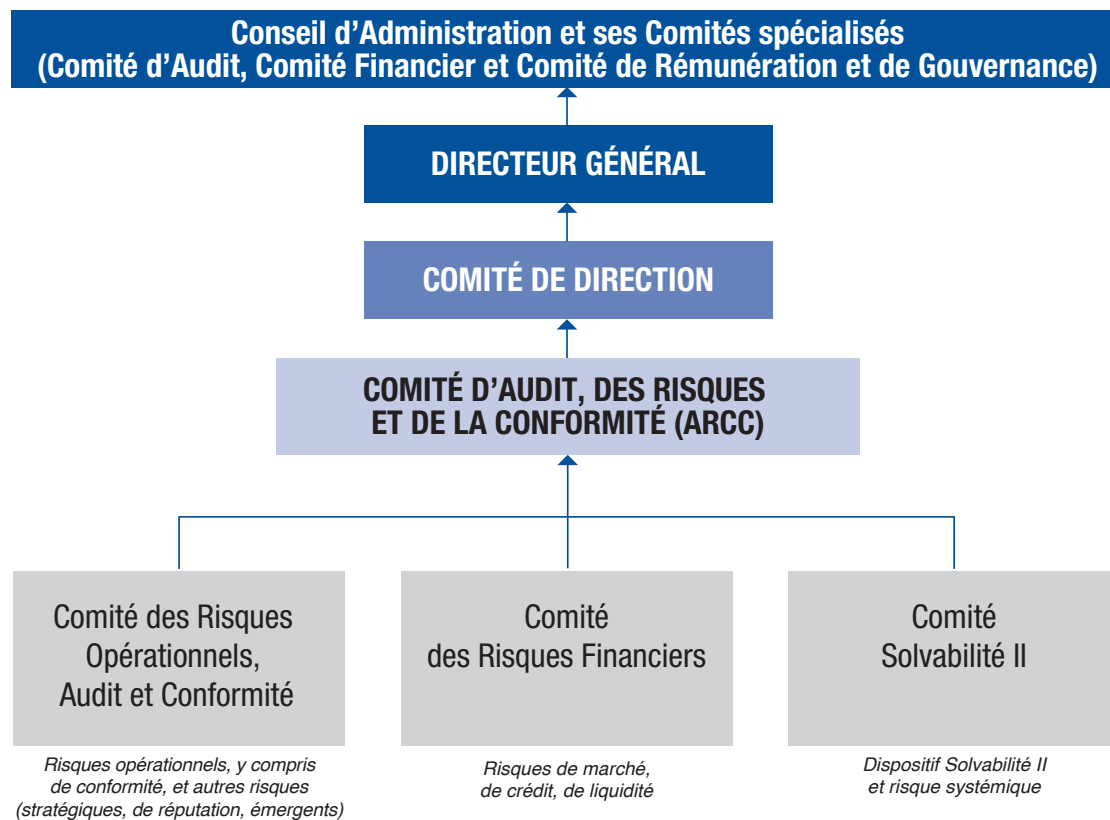 Conseil d’Administration et ses Comités spécialisés
(Comité d’Audit, Comité Financier et Comité de Rémunération et de Gouvernance)
DIRECTEUR GÉNÉRAL
COMITÉ DE DIRECTION
COMITÉ D’AUDIT, DES RISQUES
ET DE LA CONFORMITÉ (ARCC)
Comité des Risques
Opérationnels,
Audit et Conformité
Risques opérationnels, y compris
de conformité, et autres risques
(stratégiques, de réputation, émergents)
Comité
des Risques Financiers
Risques de marché,
de crédit, de liquidité
Comité
Solvabilité II
Dispositif Solvabilité II
et risque systémique